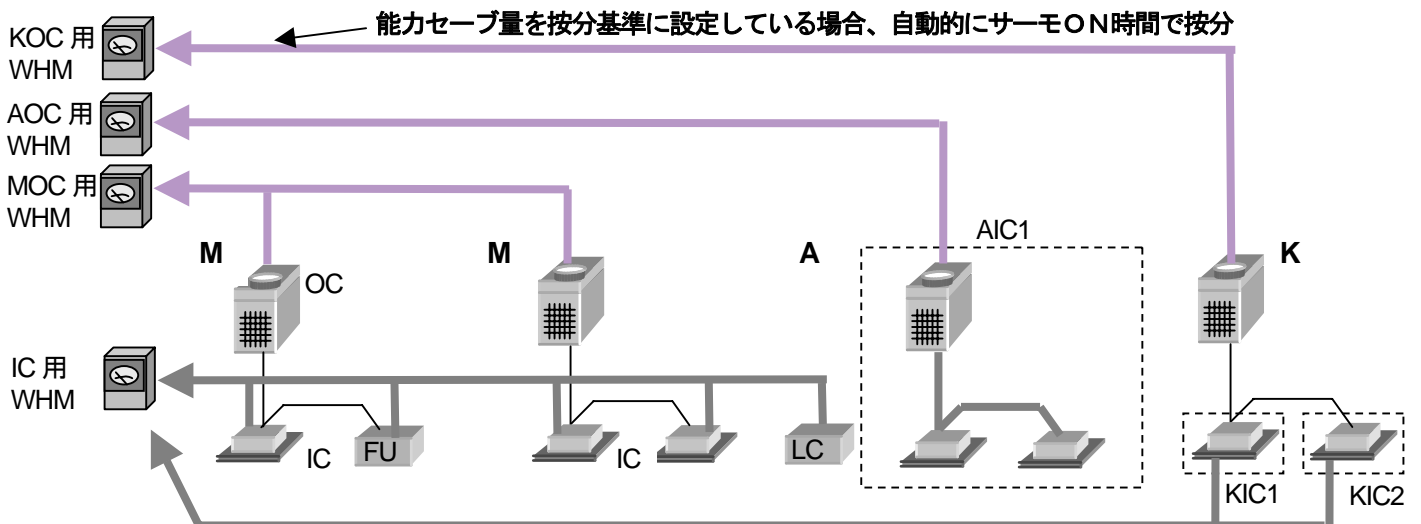 能力セーブ量を按分基準に設定している場合、自動的にサーモON時間で按分
KOC 用
WHM
AOC 用
WHM
MOC 用
WHM
M
M
A
AIC1
K
OC
IC 用
WHM
IC
FU
IC
LC
KIC1
KIC2